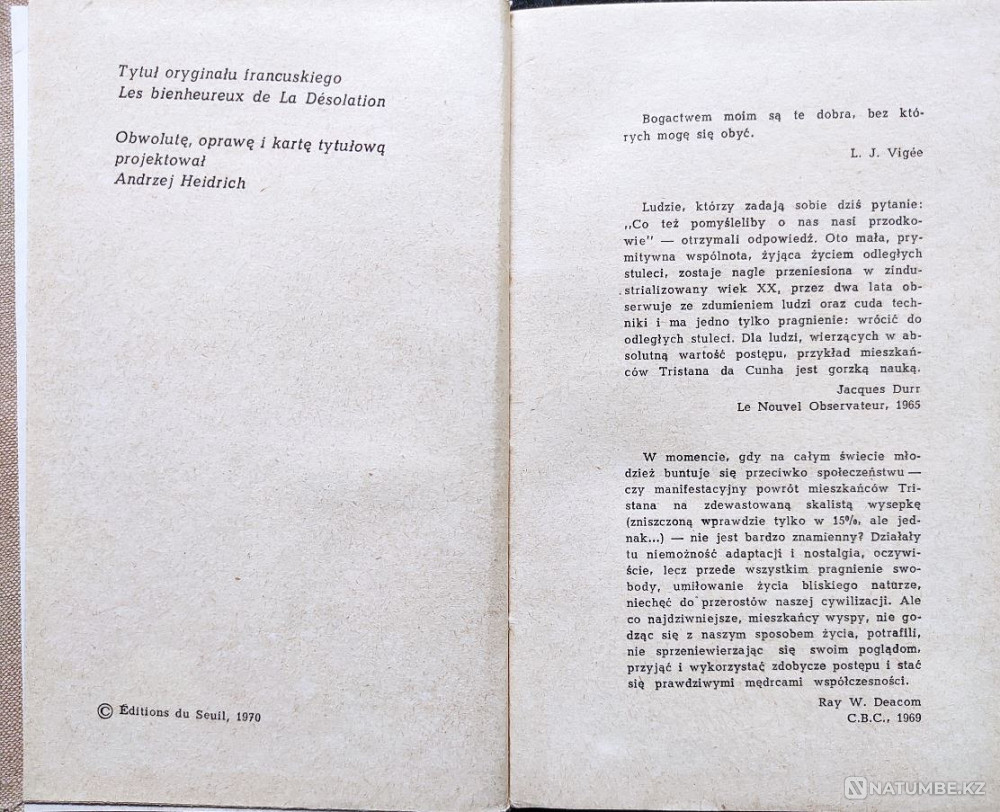 Tytuł oryginału francuskiego
Les bienheureux de La Désolation
Obwolutę, oprawę i kartę tytułową
projektował
Andrzej Heidrich
© Éditions du Seuil, 1970
Bogactwem moim są te dobra, bez któ-
rych mogę się obyć.
L. J. Vigée
Ludzie, którzy zadają sobie dziś pytanie:
„Co też pomyśleliby o nas nasi przodko-
wie" — otrzymali odpowiedź. Oto mała, pry-
mitywna wspólnota, żyjąca życiem odległych
stuleci, zostaje nagle przeniesiona w zindu-
strializowany wiek XX, przez dwa lata ob-
serwuje ze zdumieniem ludzi oraz cuda tech-
niki i ma jedno tylko pragnienie: wrócić do
odległych stuleci. Dla ludzi, wierzących w ab-
solutną wartość postępu, przykład mieszkań-
ców Tristana da Cunha jest gorzką nauką.
Jacques Durr
Le Nouvel Observateur, 1965
W momencie, gdy na całym świecie mło-
dzież buntuje się przeciwko społeczeństwu —
czy manifestacyjny powrót mieszkańców Tri-
stana na zdewastowaną skalistą wysepkę
(zniszczoną wprawdzie tylko w 15%, ale jed-
nak...) — nie jest bardzo znamienny? Działały
tu niemożność adaptacji i nostalgia, oczywi-
ście, lecz przede wszystkim pragnienie swo-
body, umiłowanie życia bliskiego naturze,
niechęć do przerostów naszej cywilizacji. Ale
co najdziwniejsze, mieszkańcy wyspy, nie go-
dząc się z naszym sposobem życia, potrafili,
nie sprzeniewierzając się swoim poglądom,
przyjąć i wykorzystać zdobycze postępu i stać
się prawdziwymi mędrcami współczesności.
Ray W. Deacom
C.B.C., 1969
NATUMBE.KZ